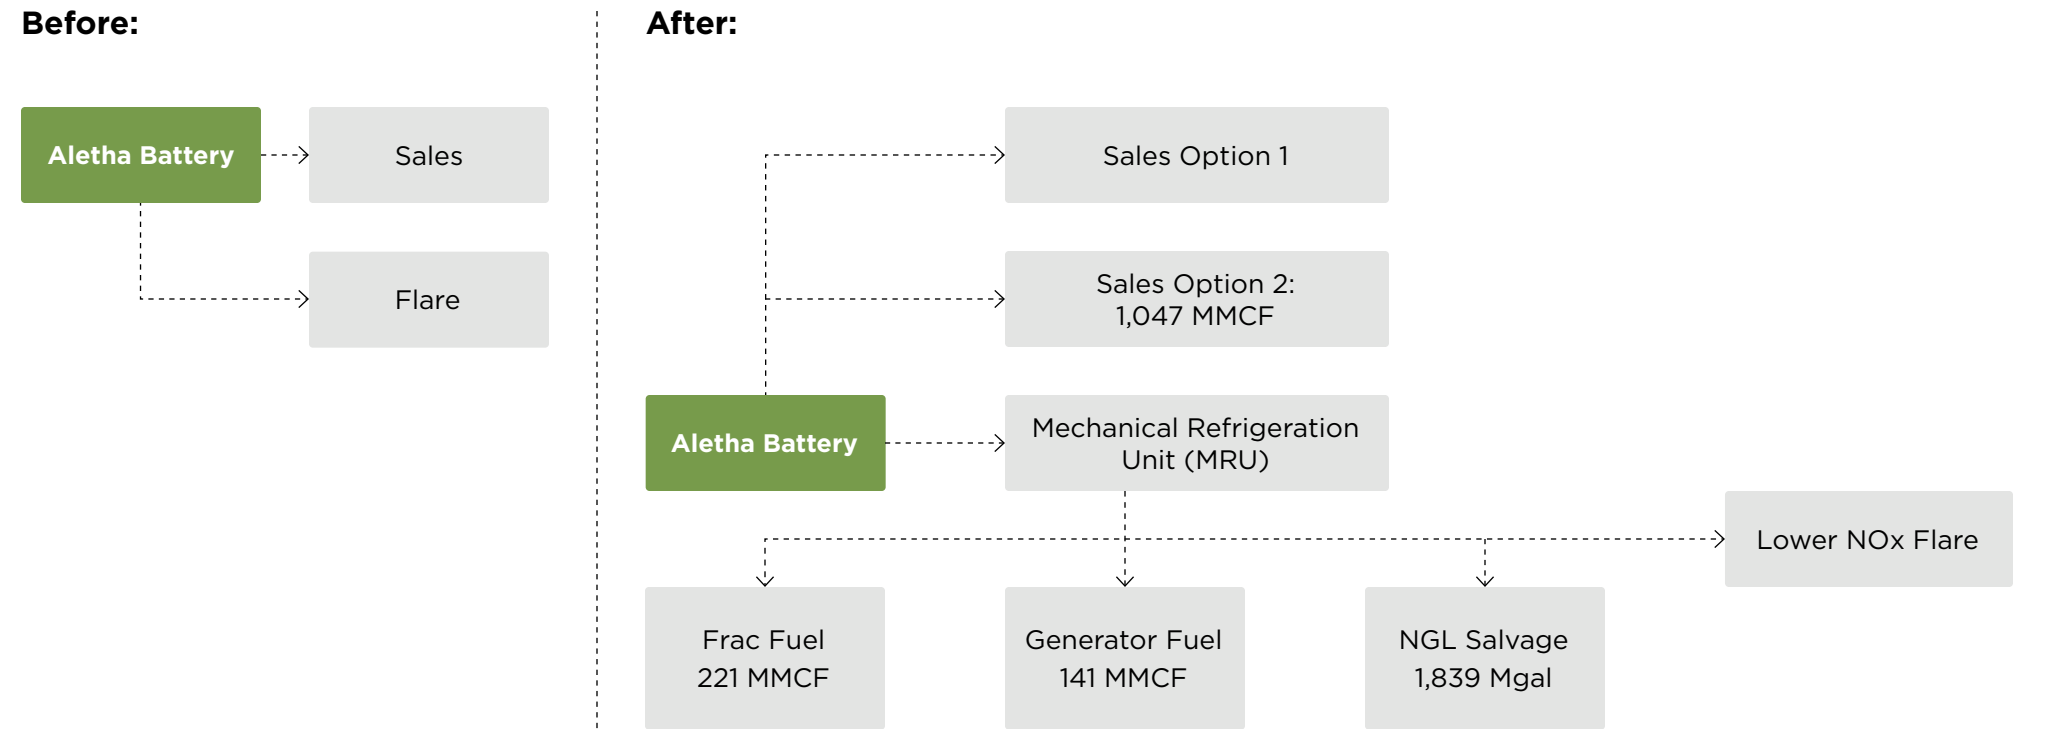 Before:
Aletha Battery
Sales
Flare
After:
Sales Option 1
Sales Option 2:
1,047 MMCF
Aletha Battery
Mechanical Refrigeration
Unit (MRU)
Lower NOx Flare
Frac Fuel
221 MMCF
Generator Fuel
141 MMCF
NGL Salvage
1,839 Mgal